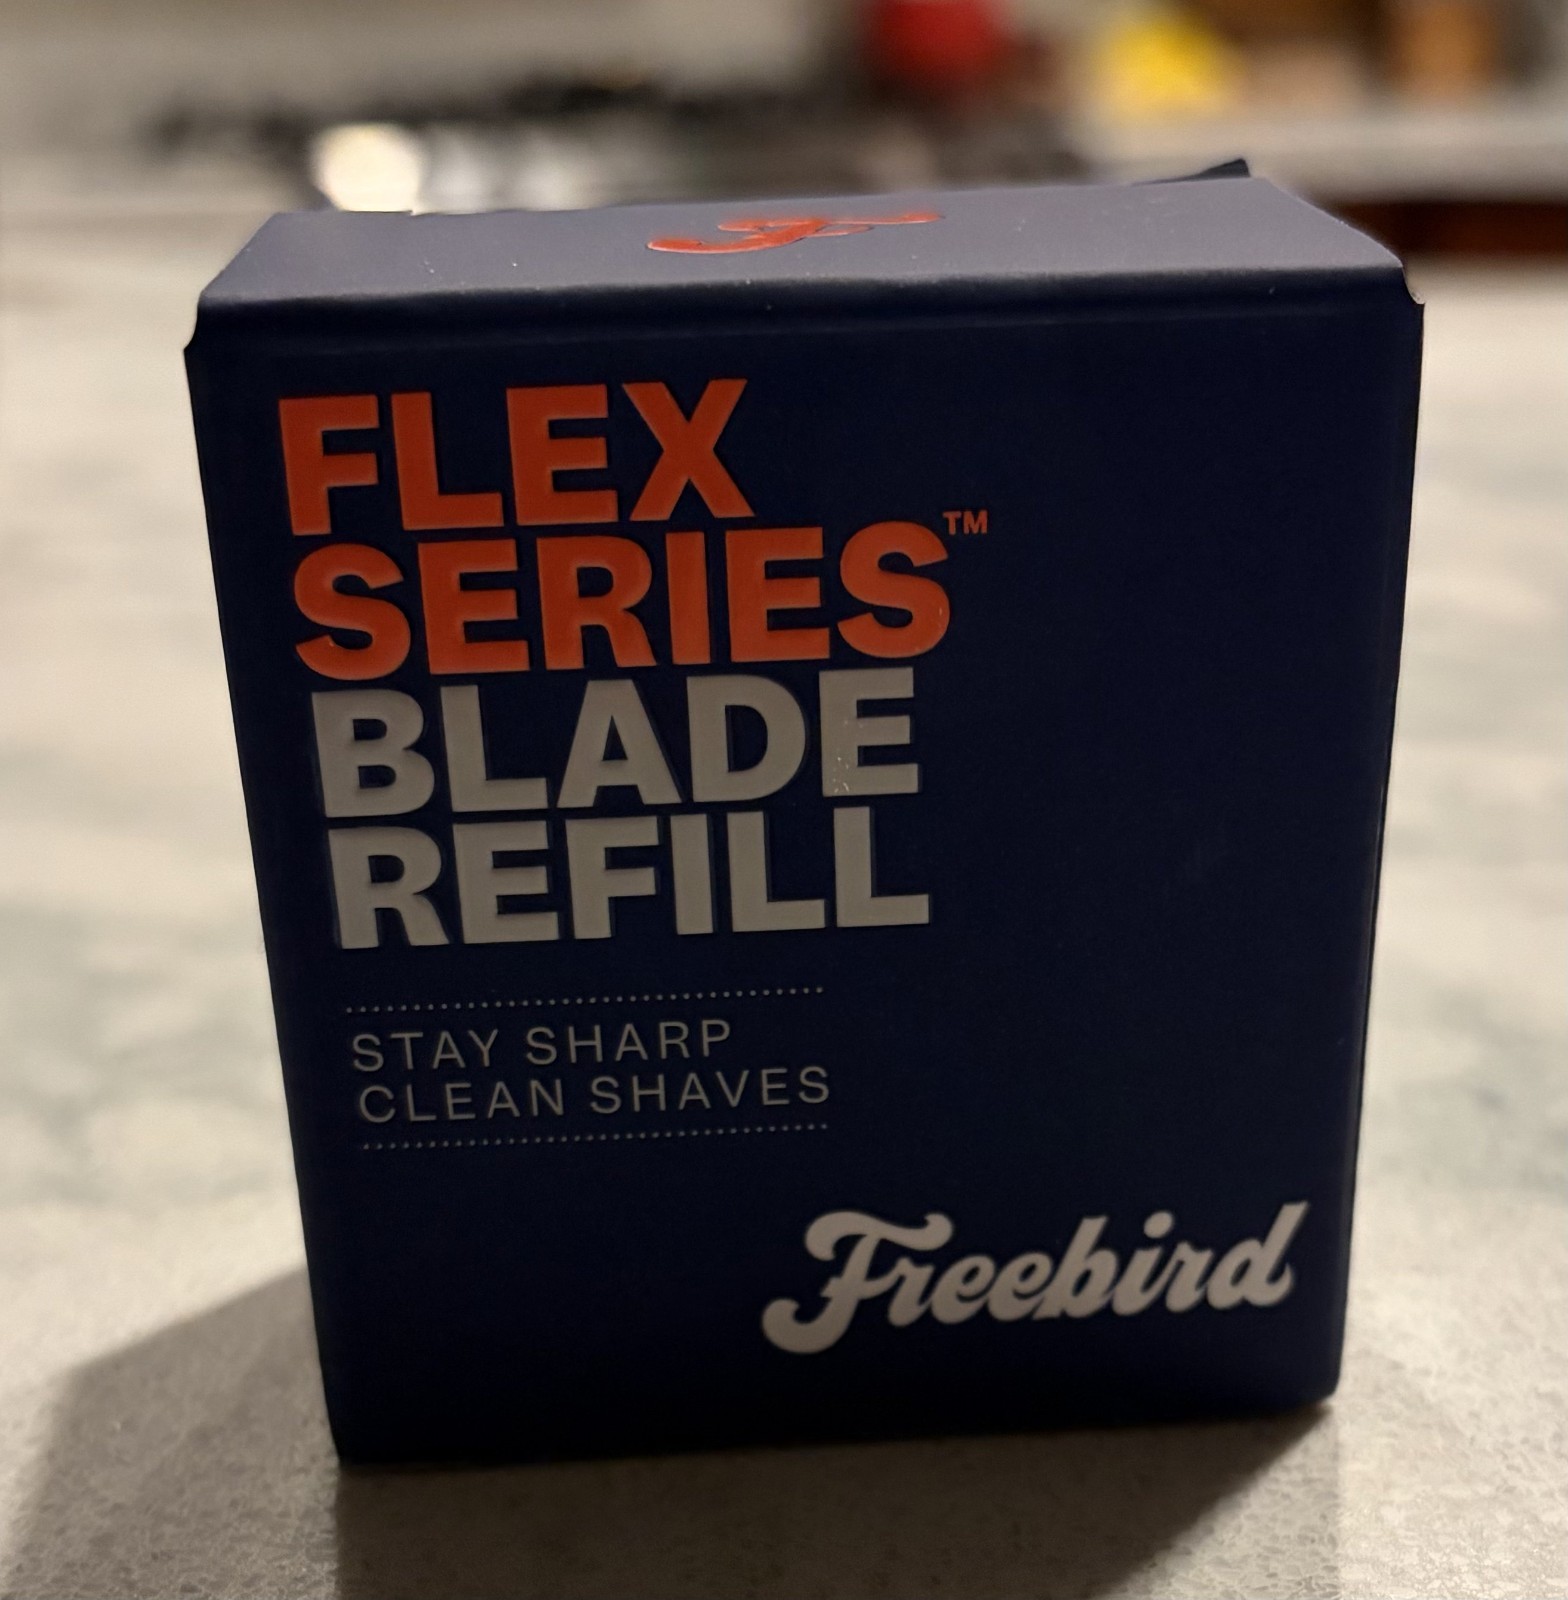 FLEX
SERIES™
BLADE
REFILL
STAY SHARP
CLEAN SHAVES
Freebird